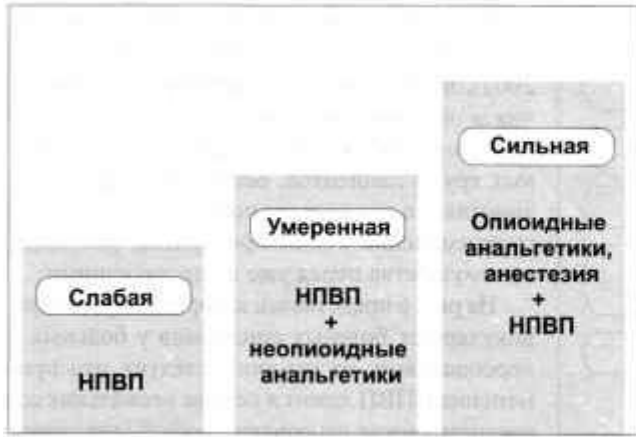 Слабая
НПВП
Умеренная
НПВП
+
неопиоидные
анальгетики
Сильная
Опиоидные
анальгетики,
анестезия
+
НПВП